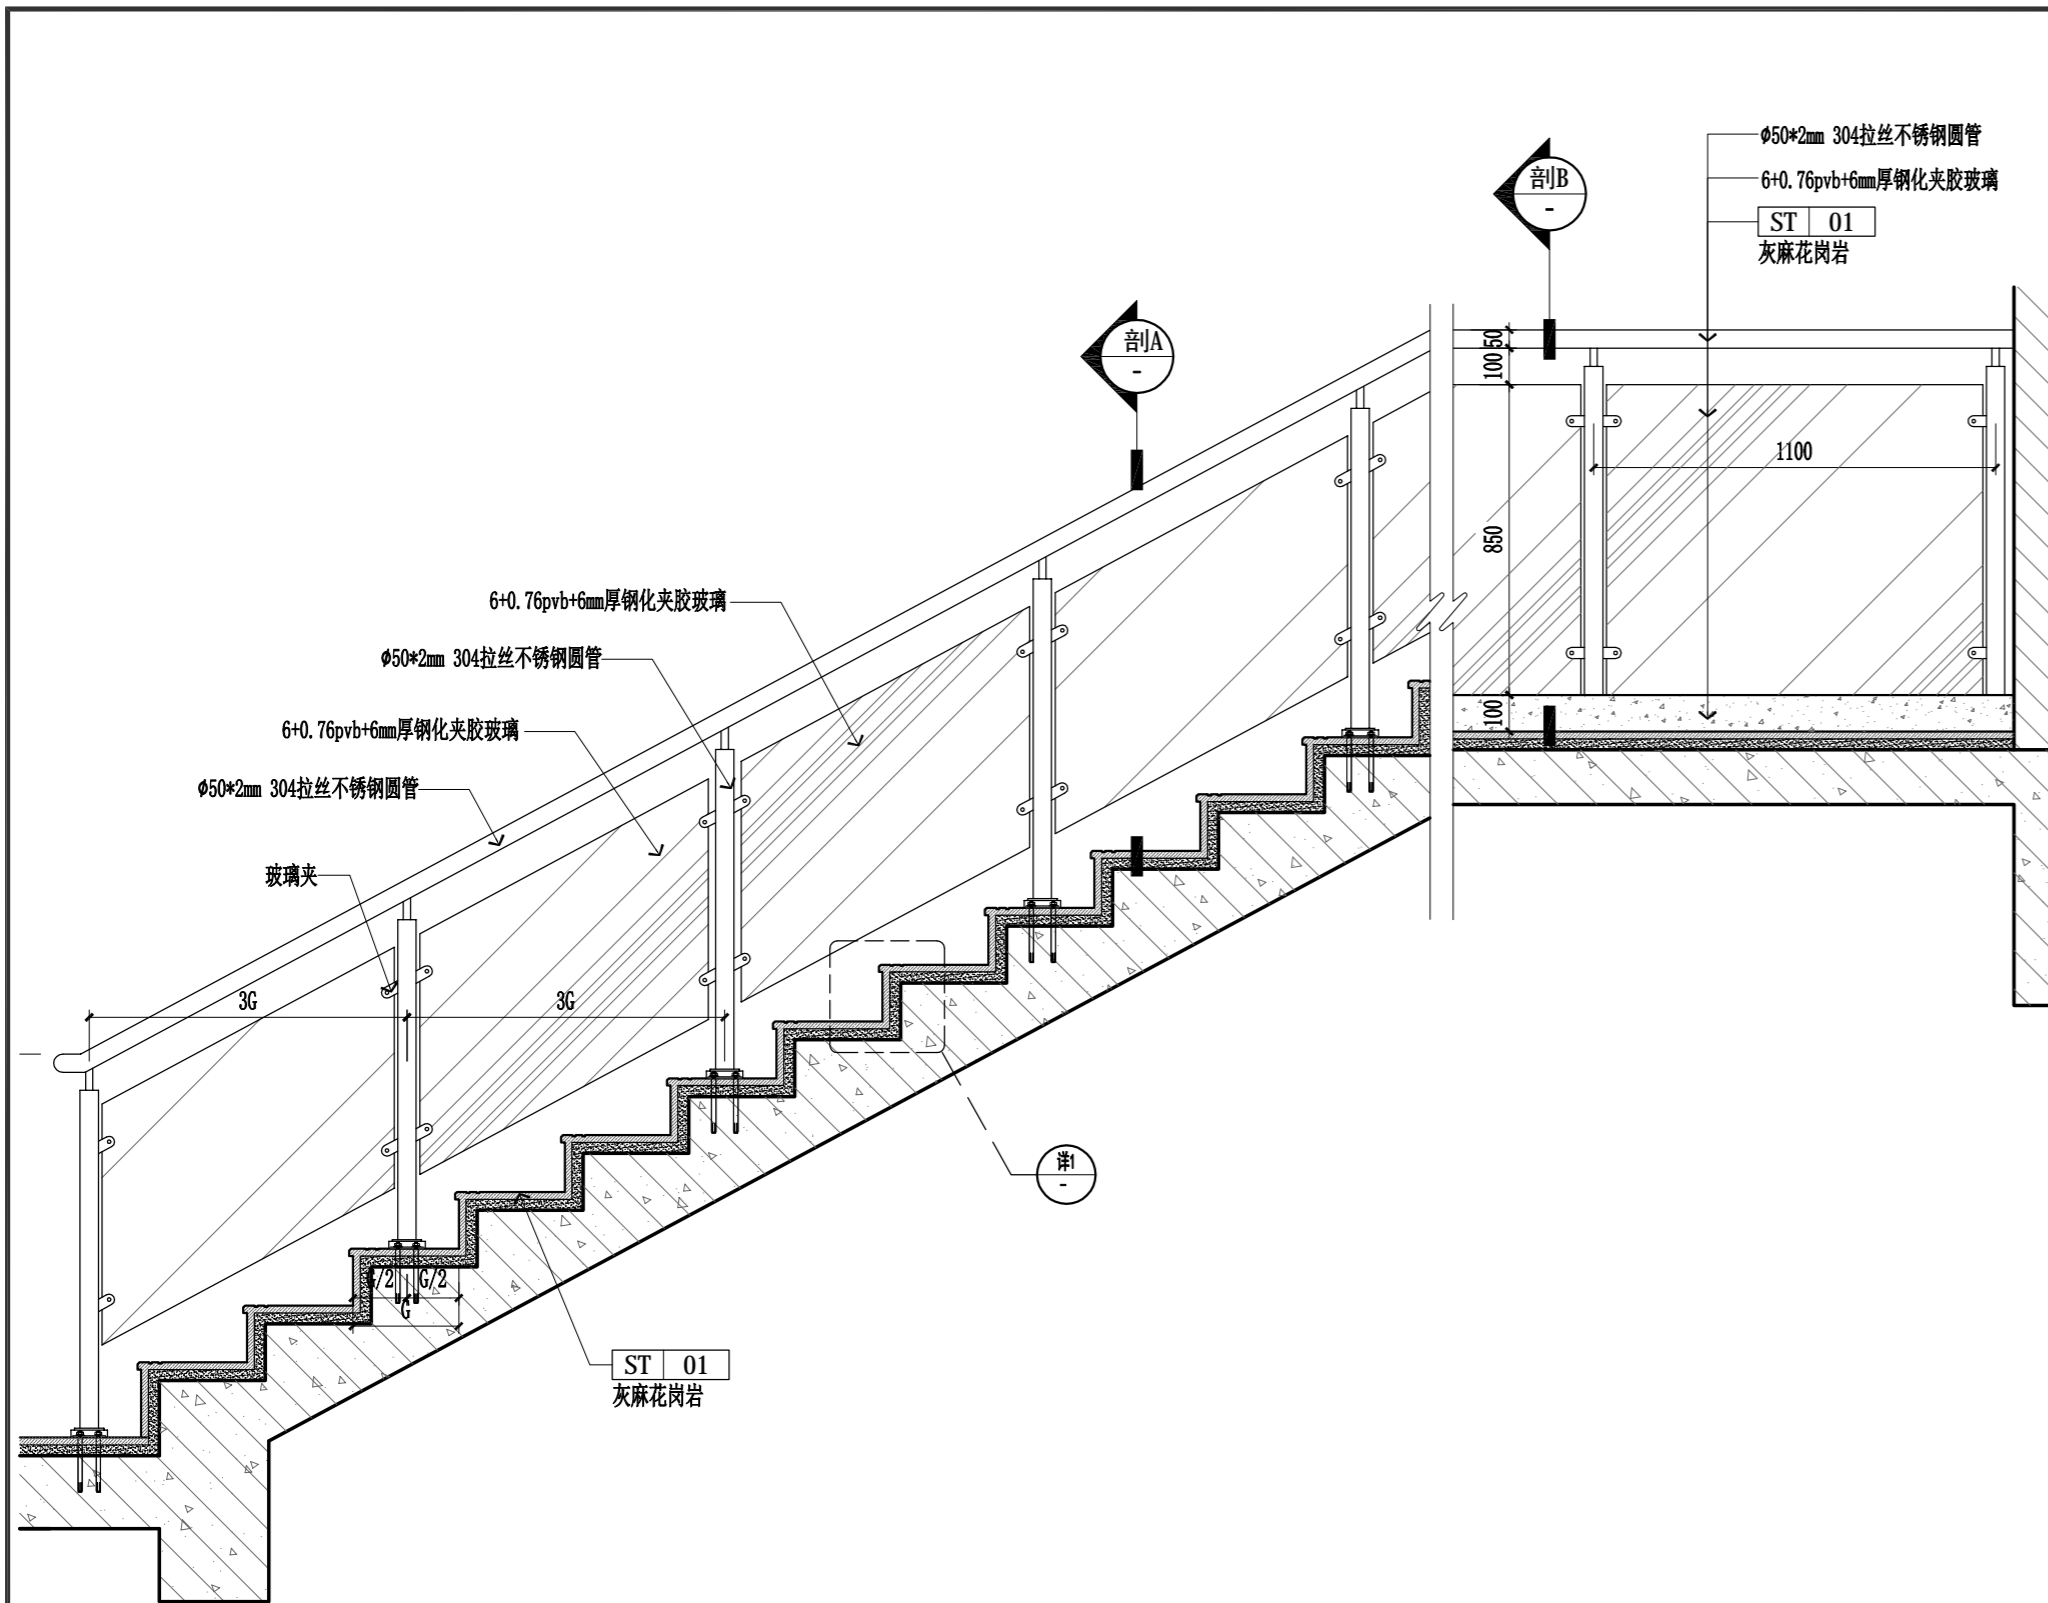 φ50*2mm 304拉丝不锈钢圆管
6+0.76pvb+6mm厚钢化夹胶玻璃
ST 01
灰麻花岗岩
剖B
-
剖A
-
50
100
850
100
1100
6+0.76pvb+6mm厚钢化夹胶玻璃
φ50*2mm 304拉丝不锈钢圆管
6+0.76pvb+6mm厚钢化夹胶玻璃
φ50*2mm 304拉丝不锈钢圆管
玻璃夹
3G
3G
详1
-
G/2
G/2
G
ST 01
灰麻花岗岩